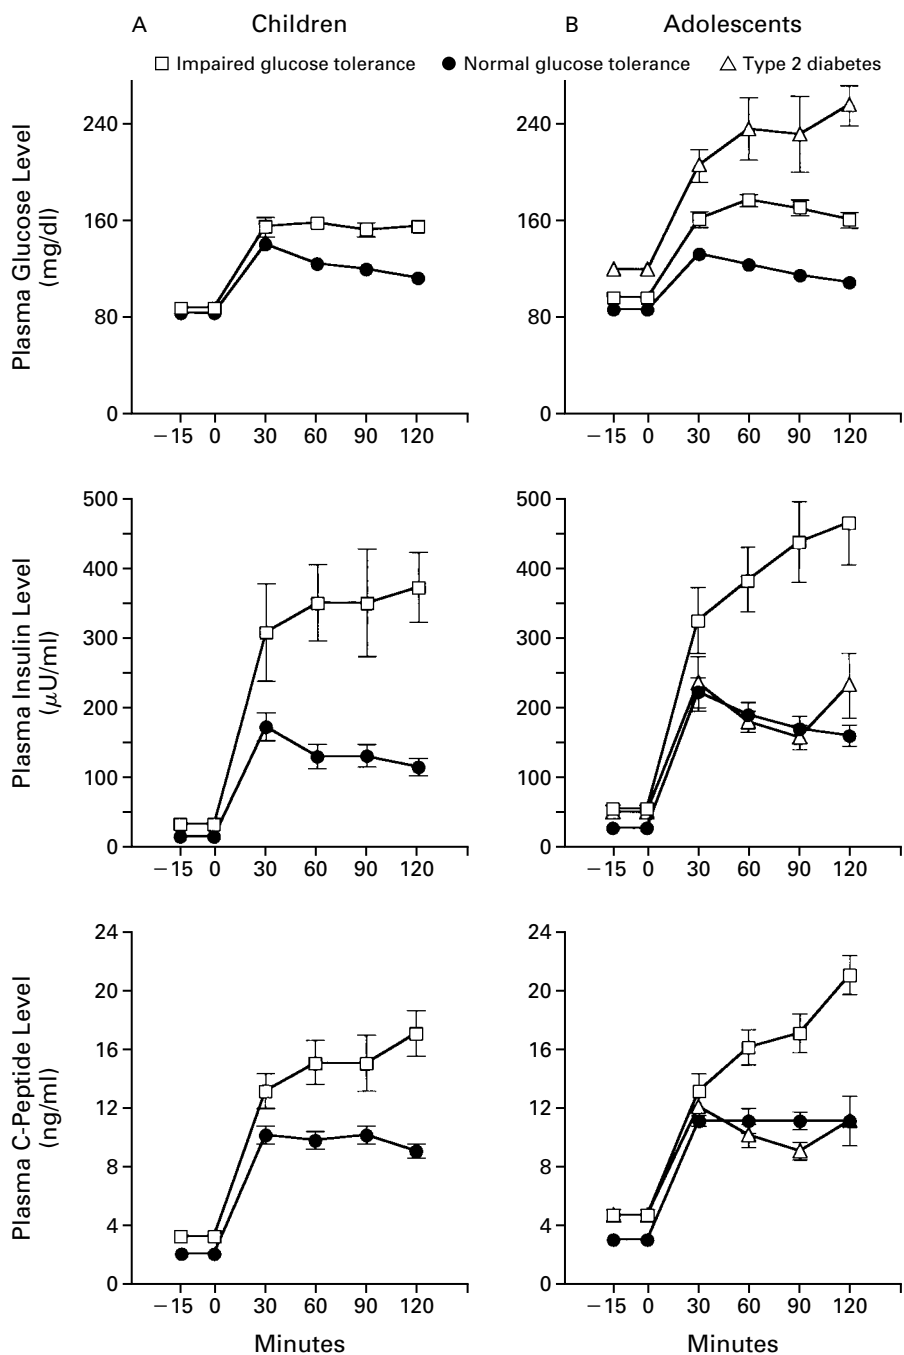 A Children B Adolescents
Impaired glucose tolerance Normal glucose tolerance Type 2 diabetes
Plasma Glucose Level
(mg/dl)
240
160
80
0
−15 0 30 60 90 120
240
160
80
0
−15 0 30 60 90 120
Plasma Insulin Level
(μU/ml)
500
400
300
200
100
0
−15 0 30 60 90 120
500
400
300
200
100
0
−15 0 30 60 90 120
Plasma C-Peptide Level
(ng/ml)
24
20
16
12
8
4
0
−15 0 30 60 90 120
Minutes
24
20
16
12
8
4
0
−15 0 30 60 90 120
Minutes